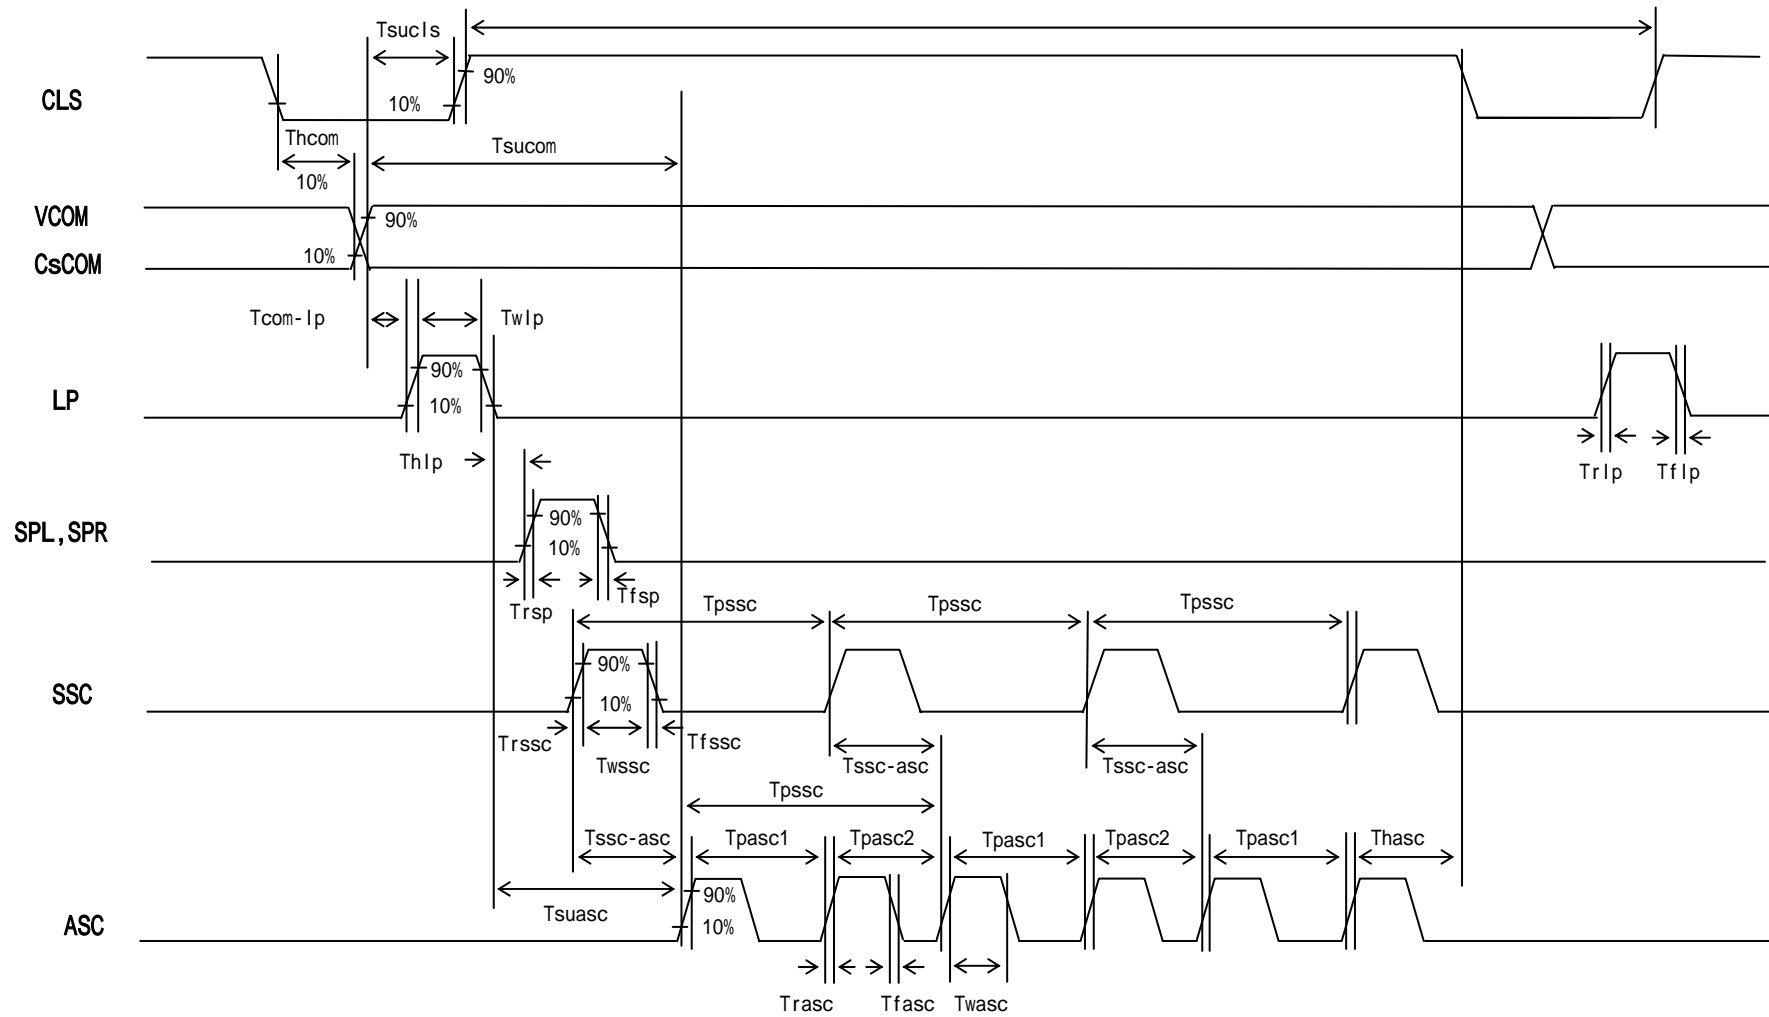 Tsucls
90%
CLS
10%
Thcom
Tsucom
10%
VCOM
90%
10%
CsCOM
Tcom-lp
Twlp
90%
LP
10%
Thlp
Trlp
Tflp
90%
SPL,SPR
10%
Trsp
Tfsp
Tpssc
Tpssc
Tpssc
90%
SSC
10%
Trssc
Tfssc
Twssc
Tssc-asc
Tssc-asc
Tpssc
Tssc-asc
Tpasc1
Tpasc2
Tpasc1
Tpasc2
Tpasc1
Thasc
90%
Tsuasc
ASC
10%
Trasc
Tfasc
Twasc